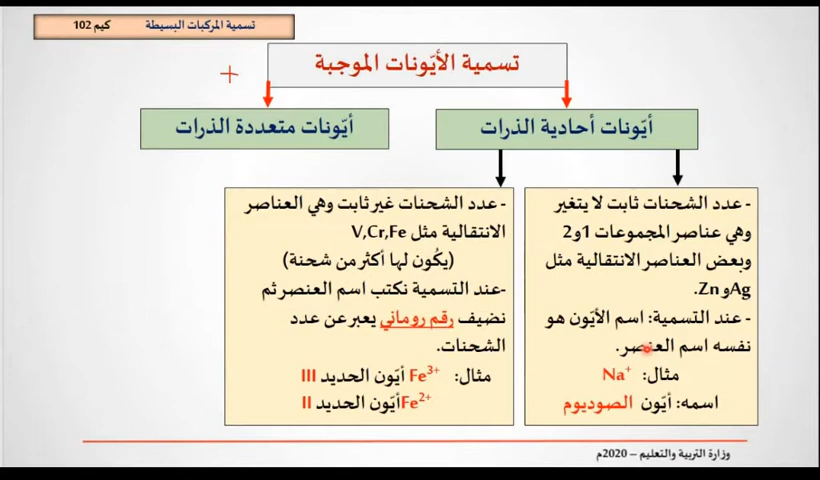 تسمية المركبات البسيطة كيم 102
تسمية الأيّونات الموجبة
+
أيّونات أحادية الذرات
أيّونات متعددة الذرات
- عدد الشحنات ثابت لا يتغير
وهي عناصر المجموعات 1و2
وبعض العناصر الانتقالية مثل
Agو Zn.
- عند التسمية: اسم الأيّون هو
نفسه اسم العنصر.
مثال: Na⁺
اسمه: أيّون الصوديوم
- عدد الشحنات غير ثابت وهي العناصر
الانتقالية مثل V,Cr,Fe
(يكُون لها أكثر من شحنة)
-عند التسمية نكتب اسم العنصر ثم
نضيف رقم روماني يعبر عن عدد
الشحنات.
مثال: Fe³⁺ أيّون الحديد III
Fe²⁺أيّون الحديد II
وزارة التربية والتعليم – 2020م